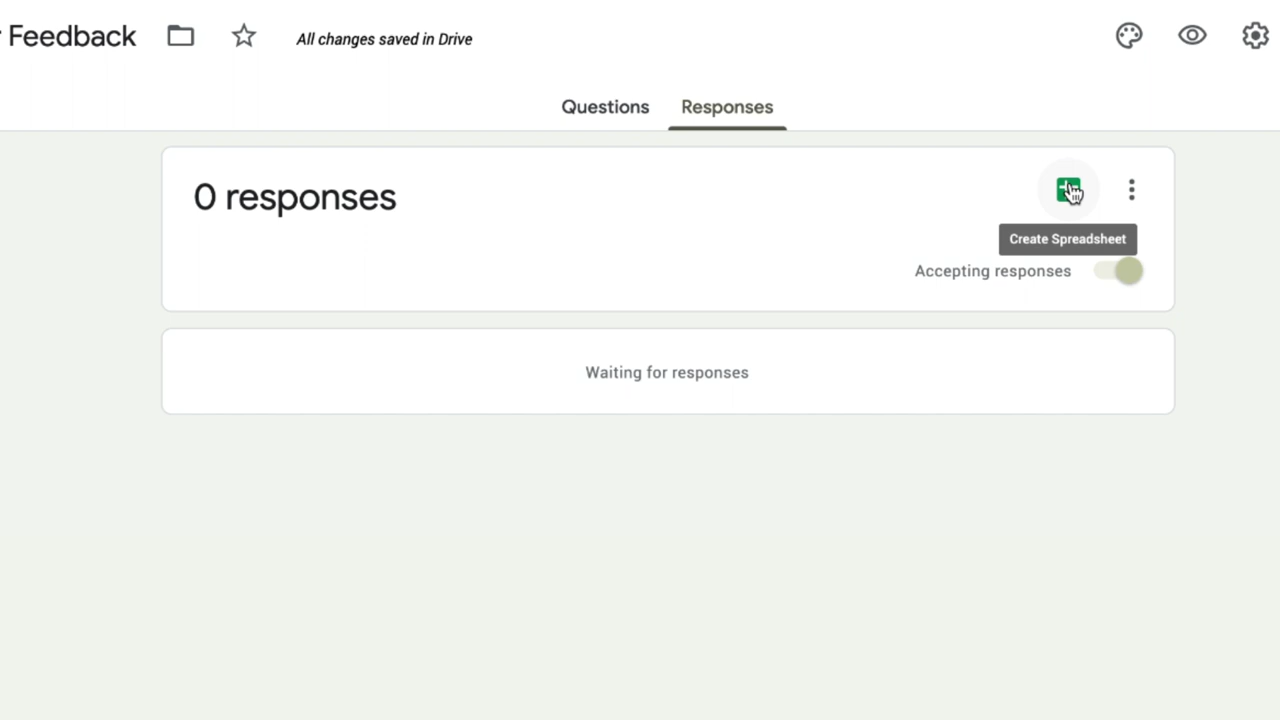 Feedback
All changes saved in Drive
Questions
Responses
0 responses
Create Spreadsheet
Accepting responses
Waiting for responses